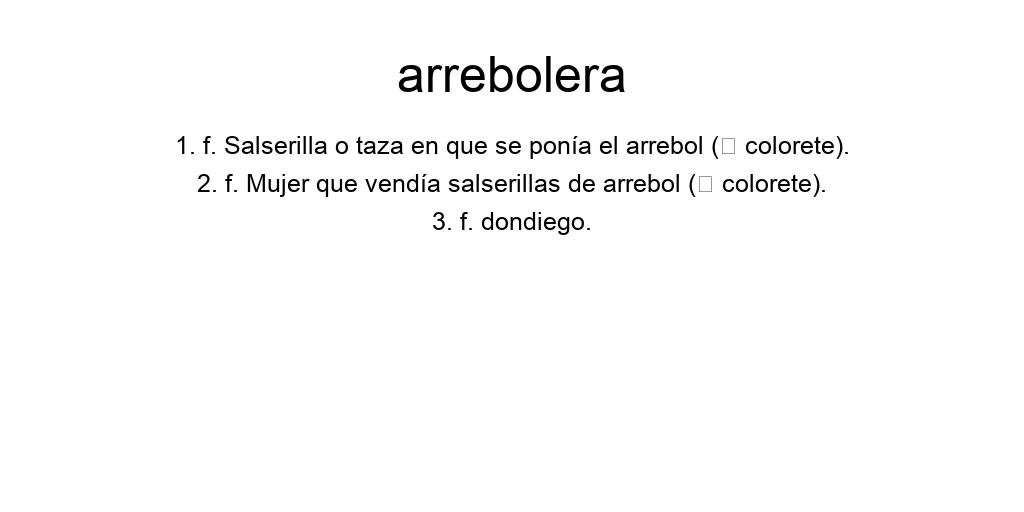 arrebolera
1. f. Salserilla o taza en que se ponía el arrebol (□ colorete).
2. f. Mujer que vendía salserillas de arrebol (□ colorete).
3. f. dondiego.